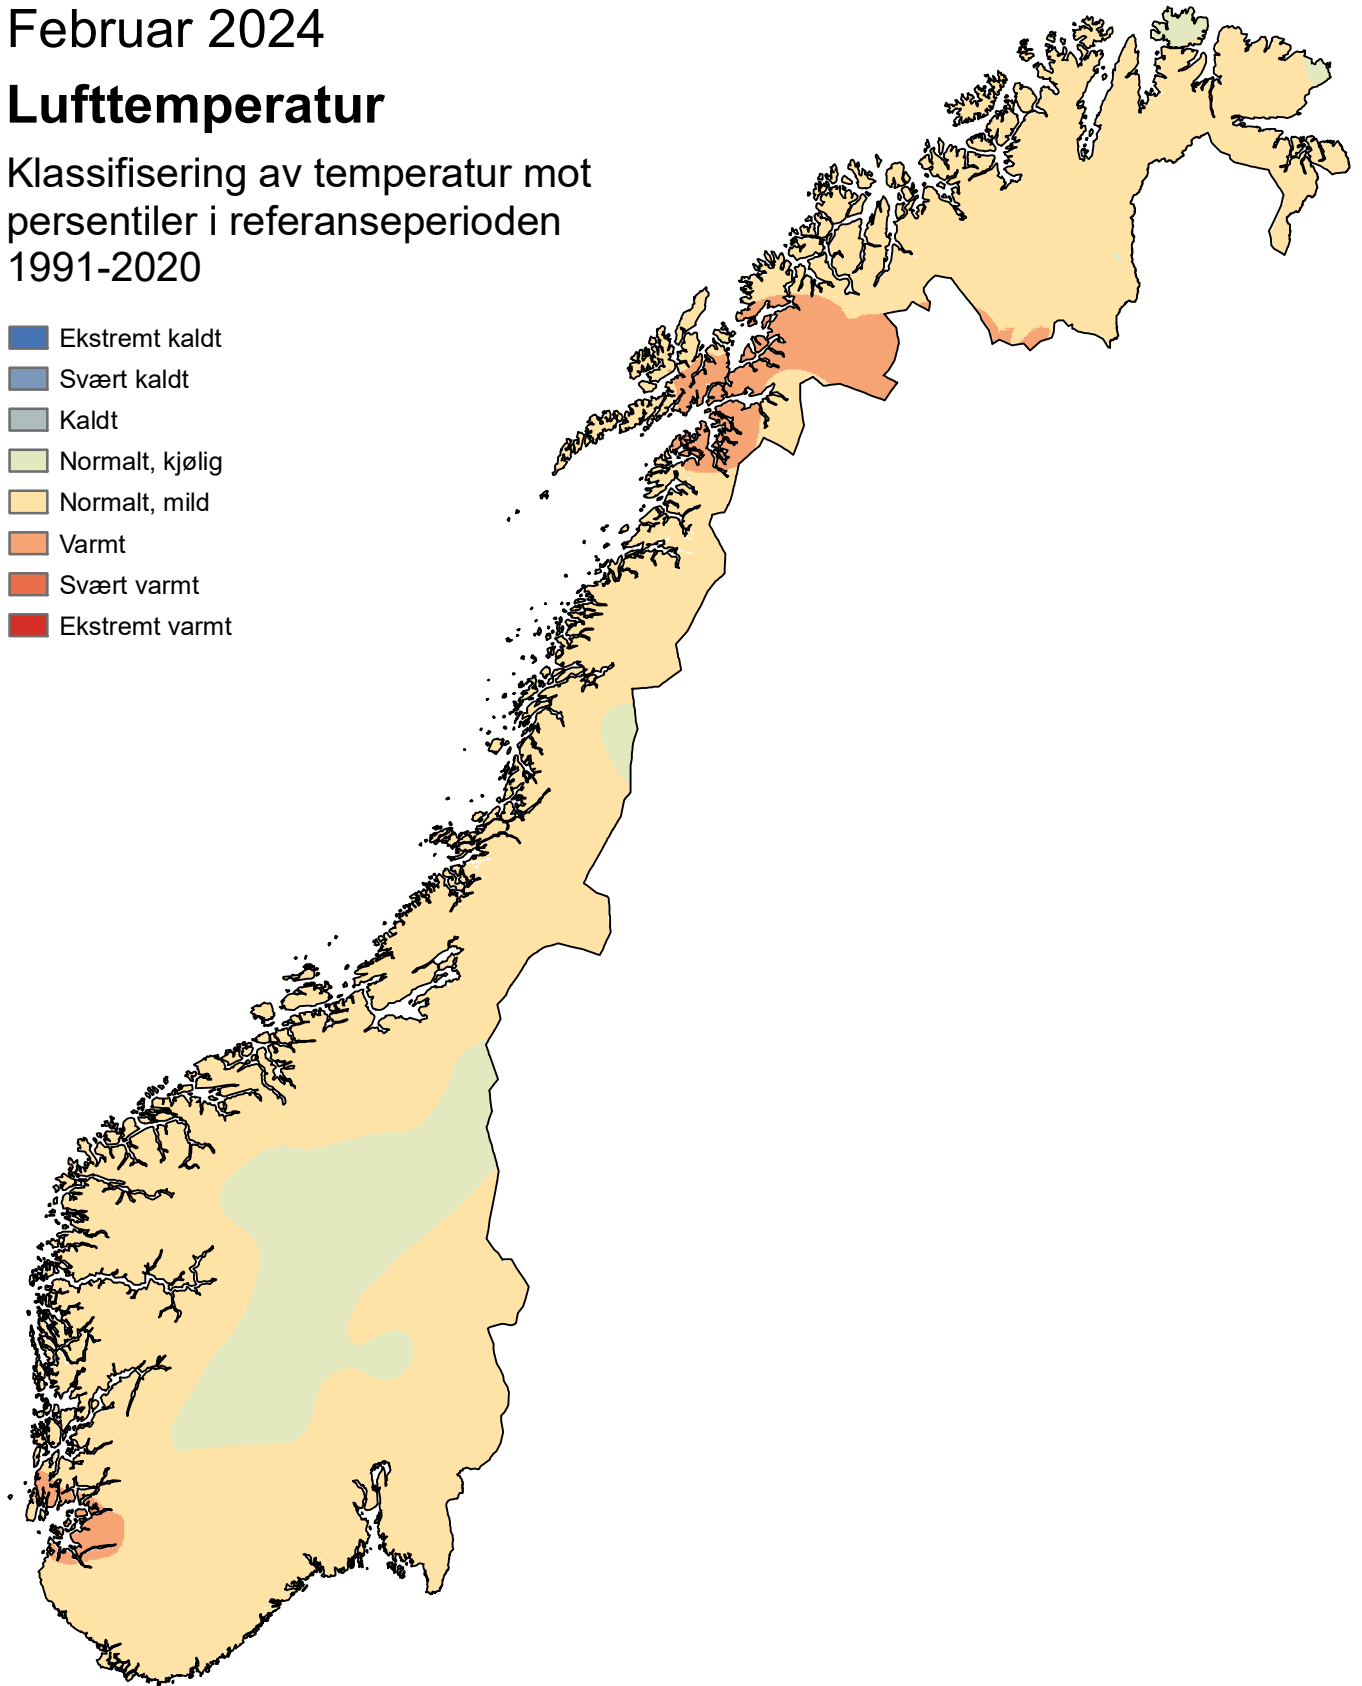 Februar 2024
Lufttemperatur
Klassifisering av temperatur mot
persentiler i referanseperioden
1991-2020
Ekstremt kaldt
Svært kaldt
Kaldt
Normalt, kjølig
Normalt, mild
Varmt
Svært varmt
Ekstremt varmt